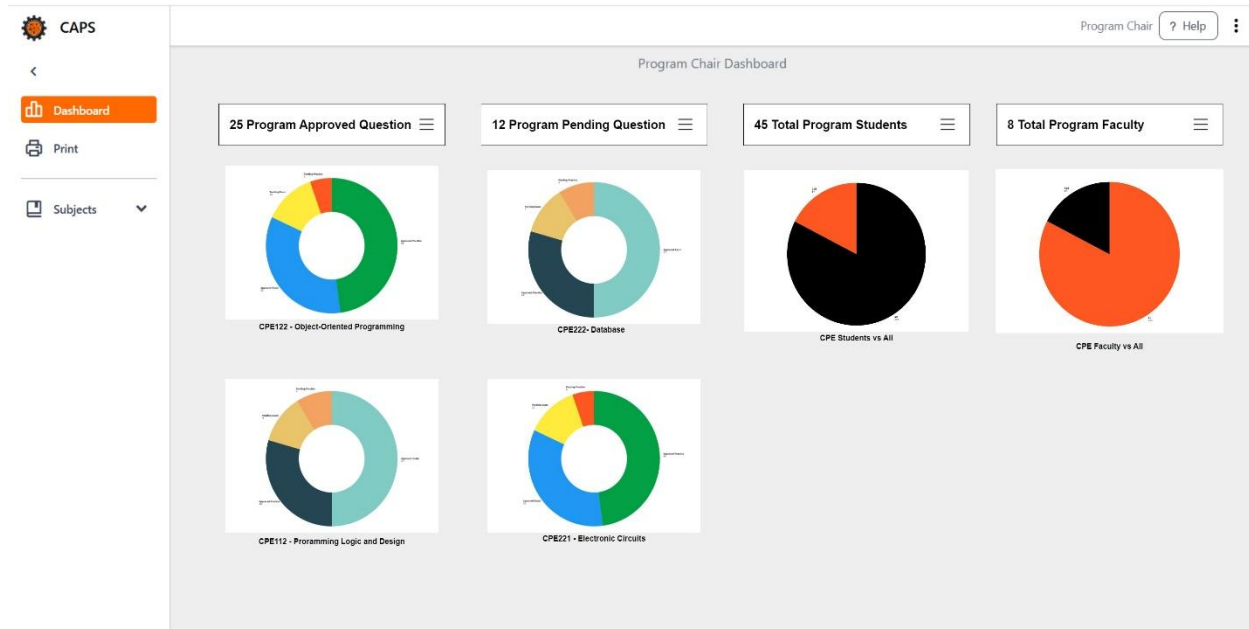 CAPS
Program Chair
? Help
Program Chair Dashboard
Dashboard
Print
Subjects
25 Program Approved Question
12 Program Pending Question
45 Total Program Students
8 Total Program Faculty
CPE122 - Object-Oriented Programming
CPE222- Database
CPE Students vs All
CPE Faculty vs All
CPE112 - Proramming Logic and Design
CPE221 - Electronic Circuits